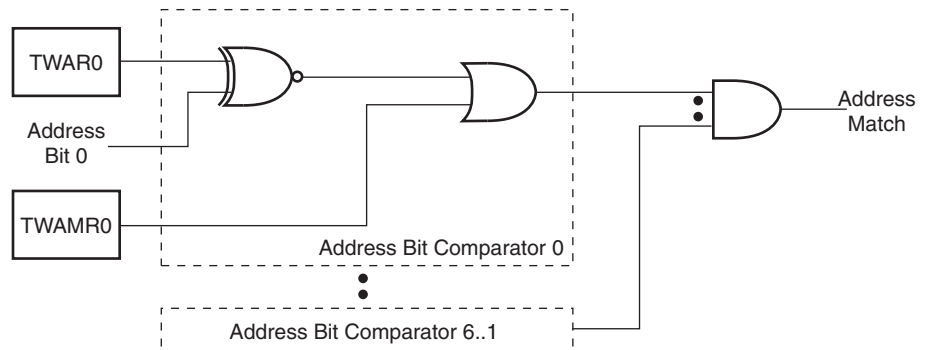 TWAR0
Address
Bit 0
TWAMR0
Address Bit Comparator 0
Address Bit Comparator 6..1
Address
Match